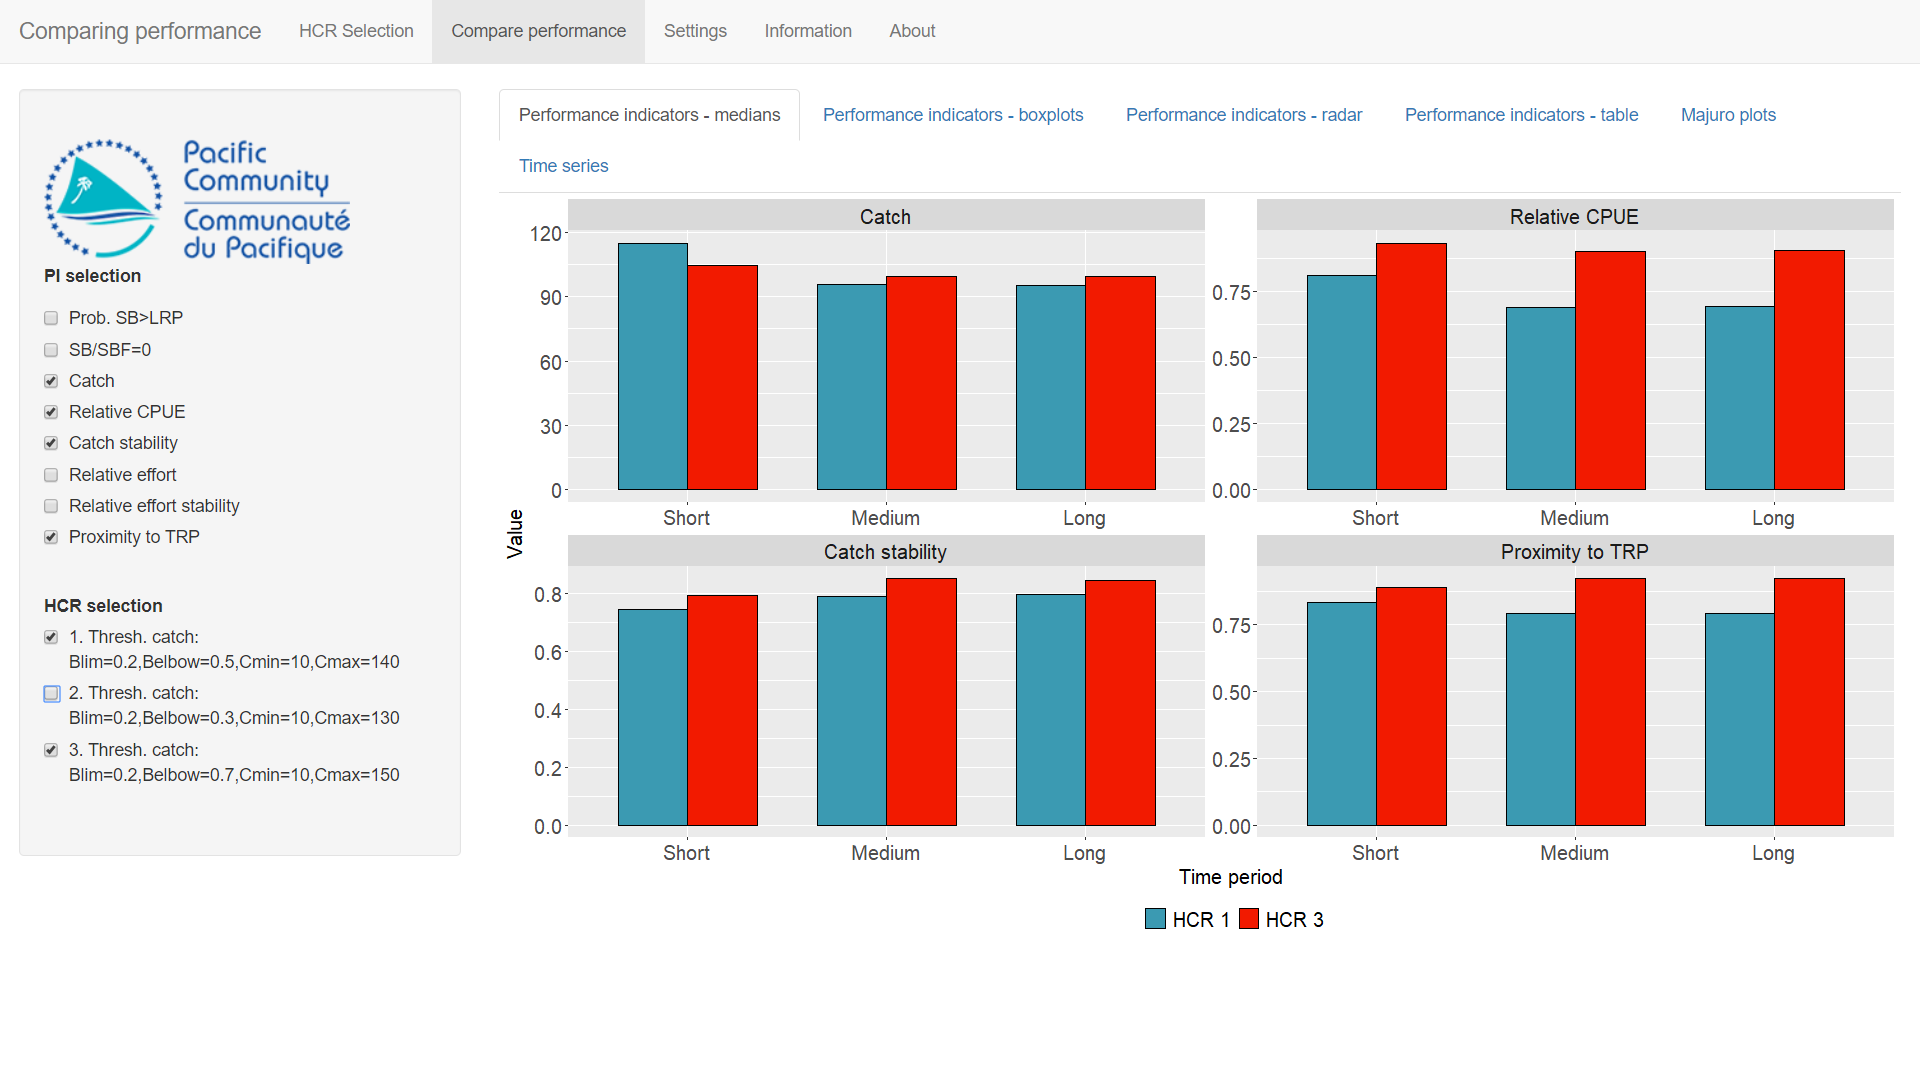 Comparing performance
HCR Selection
Compare performance
Settings
Information
About
Pacific
Community
Communauté
du Pacifique
PI selection
Prob. SB>LRP
SB/SBF=0
Catch
Relative CPUE
Catch stability
Relative effort
Relative effort stability
Proximity to TRP
HCR selection
1. Thresh. catch:
Blim=0.2,Belbow=0.5,Cmin=10,Cmax=140
2. Thresh. catch:
Blim=0.2,Belbow=0.3,Cmin=10,Cmax=130
3. Thresh. catch:
Blim=0.2,Belbow=0.7,Cmin=10,Cmax=150
Performance indicators - medians
Performance indicators - boxplots
Performance indicators - radar
Performance indicators - table
Majuro plots
Time series
Value
Catch
120
90
60
30
0
Short
Medium
Long
Relative CPUE
0.75
0.50
0.25
0.00
Short
Medium
Long
Catch stability
0.8
0.6
0.4
0.2
0.0
Short
Medium
Long
Proximity to TRP
0.75
0.50
0.25
0.00
Short
Medium
Long
Time period
HCR 1
HCR 3